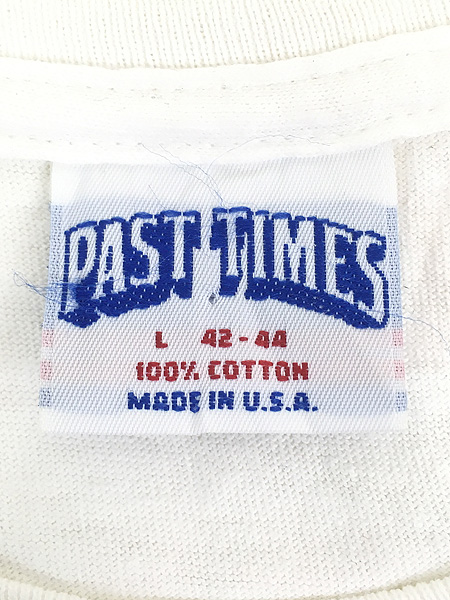 PAST TIMES
L 42-44
100% COTTON
MADE IN U.S.A.